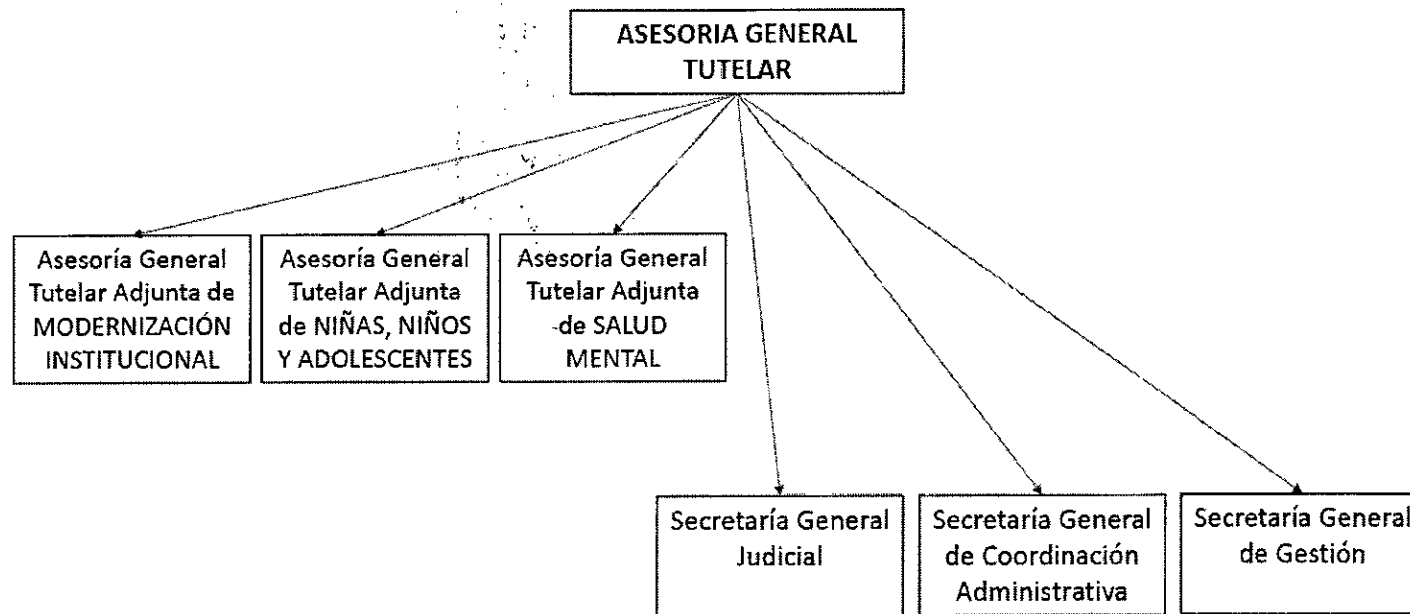 ASESORIA GENERAL
TUTELAR
Asesoría General
Tutelar Adjunta de
MODERNIZACIÓN
INSTITUCIONAL
Asesoría General
Tutelar Adjunta
de NIÑAS, NIÑOS
Y ADOLESCENTES
Asesoría General
Tutelar Adjunta
de SALUD
MENTAL
Secretaría General
Judicial
Secretaría General
de Coordinación
Administrativa
Secretaría General
de Gestión